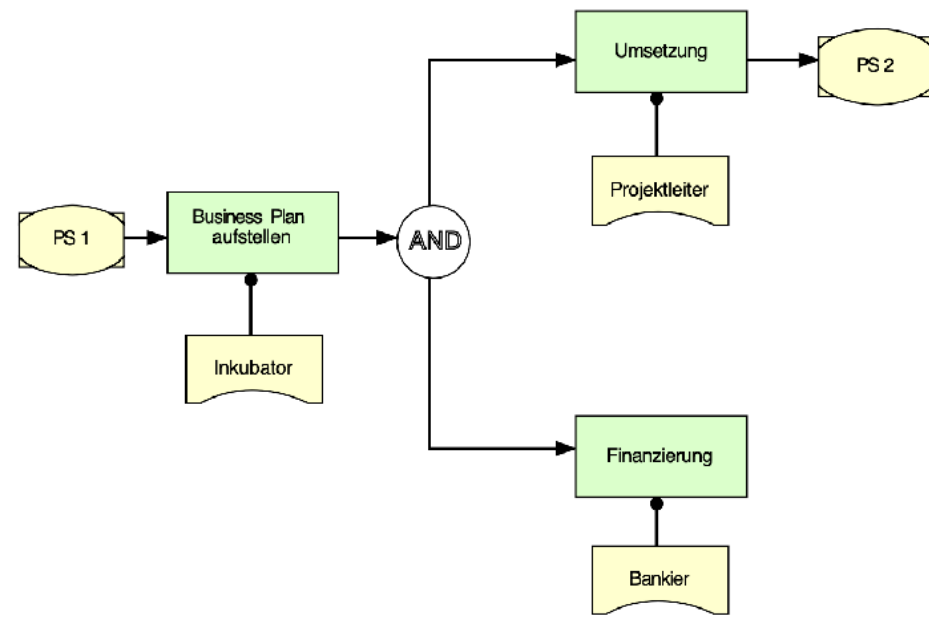 Umsetzung
PS 2
Projektleiter
Business Plan
aufstellen
PS 1
AND
Inkubator
Finanzierung
Bankier